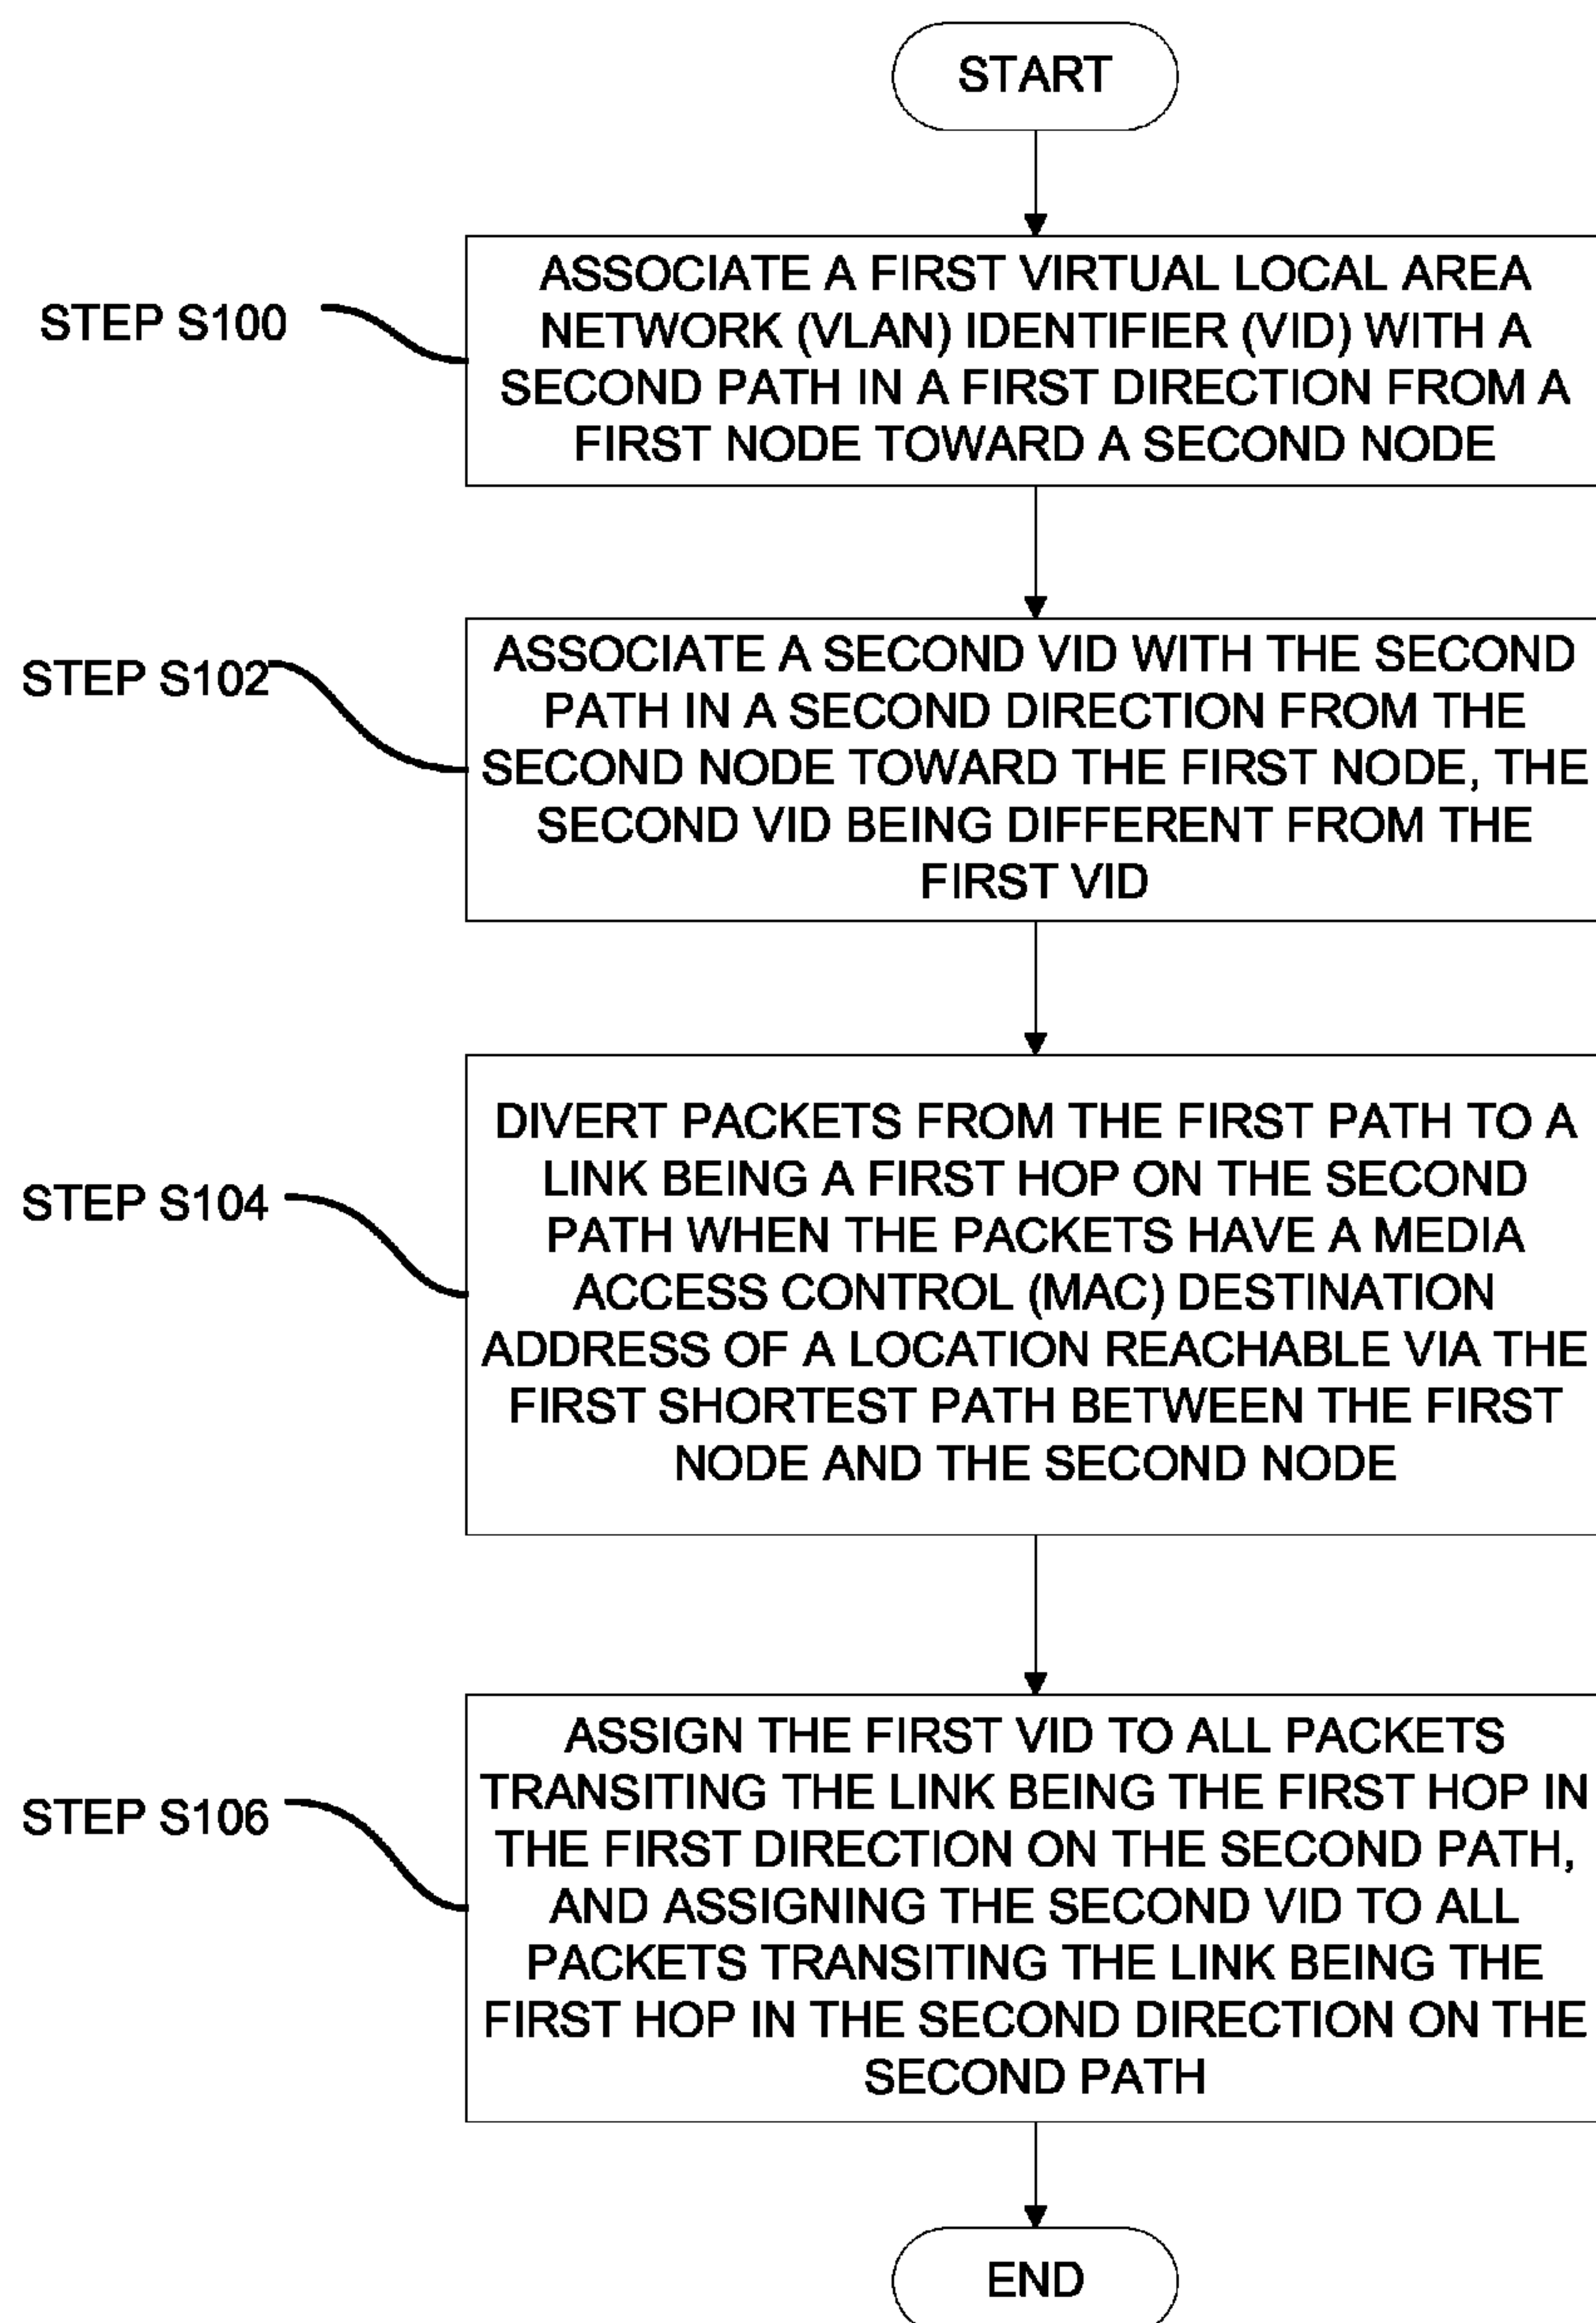 START
STEP S100
ASSOCIATE A FIRST VIRTUAL LOCAL AREA
NETWORK (VLAN) IDENTIFIER (VID) WITH A
SECOND PATH IN A FIRST DIRECTION FROM A
FIRST NODE TOWARD A SECOND NODE
STEP S102
ASSOCIATE A SECOND VID WITH THE SECOND
PATH IN A SECOND DIRECTION FROM THE
SECOND NODE TOWARD THE FIRST NODE, THE
SECOND VID BEING DIFFERENT FROM THE
FIRST VID
STEP S104
DIVERT PACKETS FROM THE FIRST PATH TO A
LINK BEING A FIRST HOP ON THE SECOND
PATH WHEN THE PACKETS HAVE A MEDIA
ACCESS CONTROL (MAC) DESTINATION
ADDRESS OF A LOCATION REACHABLE VIA THE
FIRST SHORTEST PATH BETWEEN THE FIRST
NODE AND THE SECOND NODE
STEP S106
ASSIGN THE FIRST VID TO ALL PACKETS
TRANSITING THE LINK BEING THE FIRST HOP IN
THE FIRST DIRECTION ON THE SECOND PATH,
AND ASSIGNING THE SECOND VID TO ALL
PACKETS TRANSITING THE LINK BEING THE
FIRST HOP IN THE SECOND DIRECTION ON THE
SECOND PATH
END